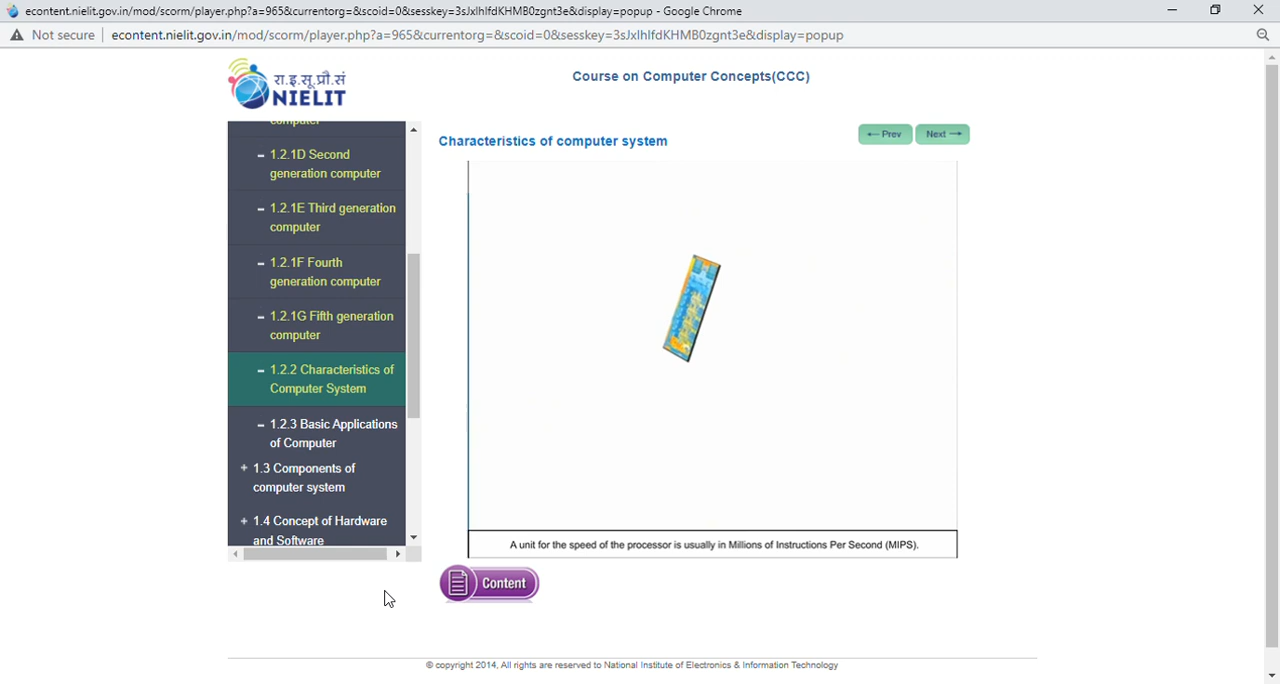 econtent.nielit.gov.in/mod/scorm/player.php?a=965&currentorg=&scoid=0&sesskey=3sJxlhlfdKHMB0zgnt3e&display=popup - Google Chrome
Not secure econtent.nielit.gov.in/mod/scorm/player.php?a=965&currentorg=&scoid=0&sesskey=3sJxlhlfdKHMB0zgnt3e&display=popup
रा.इ.सू.प्रौ.सं
NIELIT
Course on Computer Concepts(CCC)
computer
1.2.1D Second
generation computer
1.2.1E Third generation
computer
1.2.1F Fourth
generation computer
1.2.1G Fifth generation
computer
1.2.2 Characteristics of
Computer System
1.2.3 Basic Applications
of Computer
+ 1.3 Components of
computer system
+ 1.4 Concept of Hardware
and Software
Characteristics of computer system
← Prev
Next →
A unit for the speed of the processor is usually in Millions of Instructions Per Second (MIPS).
Content
© copyright 2014, All rights are reserved to National Institute of Electronics & Information Technology